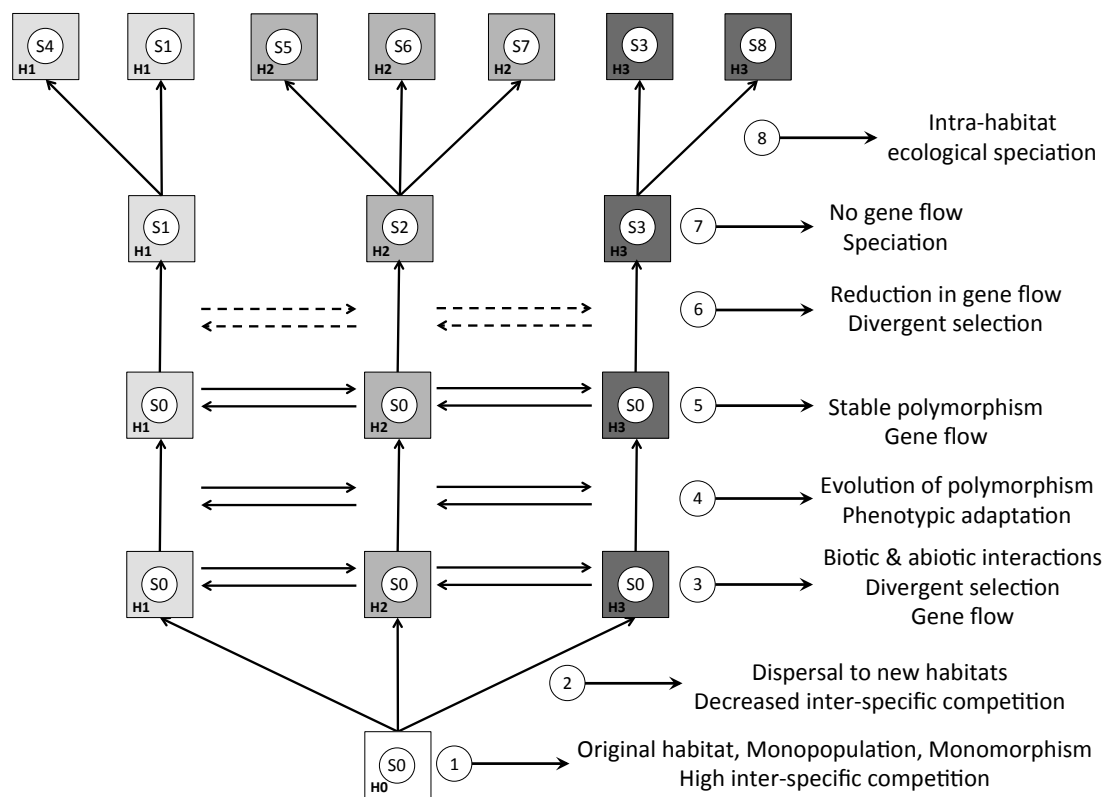 S4 S1 S5 S6 S7 S3 S8
H1 H1 H2 H2 H2 H3 H3
8 Intra-habitat
ecological speciation
S1 S2 S3 7 No gene flow
H1 H2 H3 Speciation
6 Reduction in gene flow
Divergent selection
S0 S0 S0 5 Stable polymorphism
H1 H2 H3 Gene flow
4 Evolution of polymorphism
Phenotypic adaptation
Biotic & abiotic interactions
S0 S0 S0 3 Divergent selection
H1 H2 H3 Gene flow
2 Dispersal to new habitats
Decreased inter-specific competition
S0 1 Original habitat, Monopopulation, Monomorphism
H0 High inter-specific competition